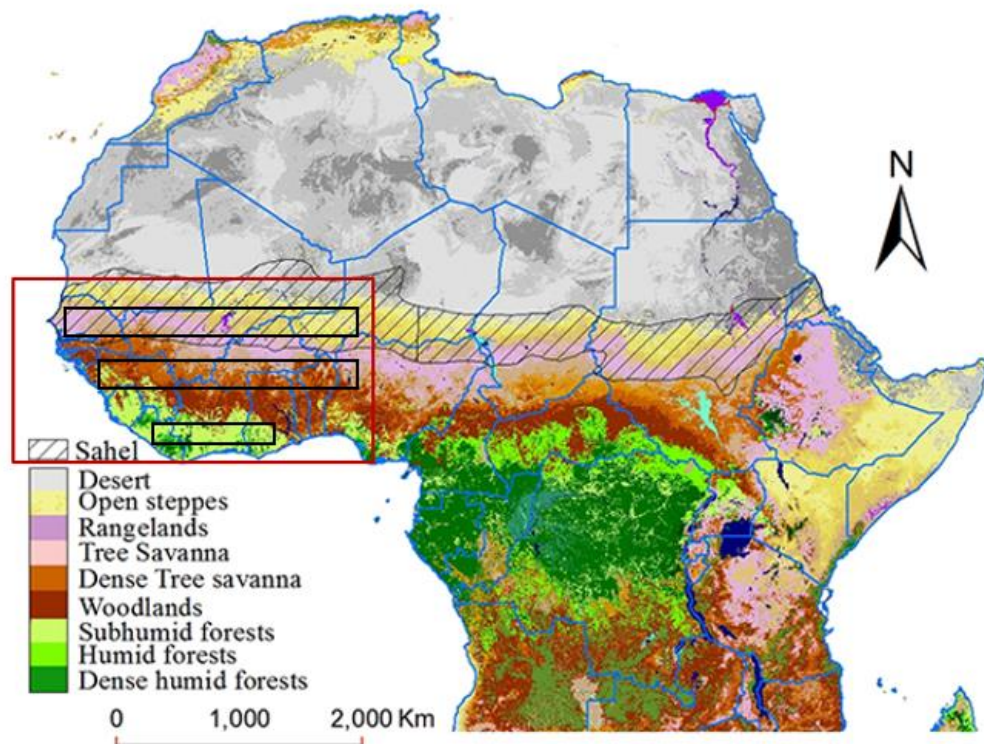 N
Sahel
Desert
Open steppes
Rangelands
Tree Savanna
Dense Tree savanna
Woodlands
Subhumid forests
Humid forests
Dense humid forests
0 1,000 2,000 Km